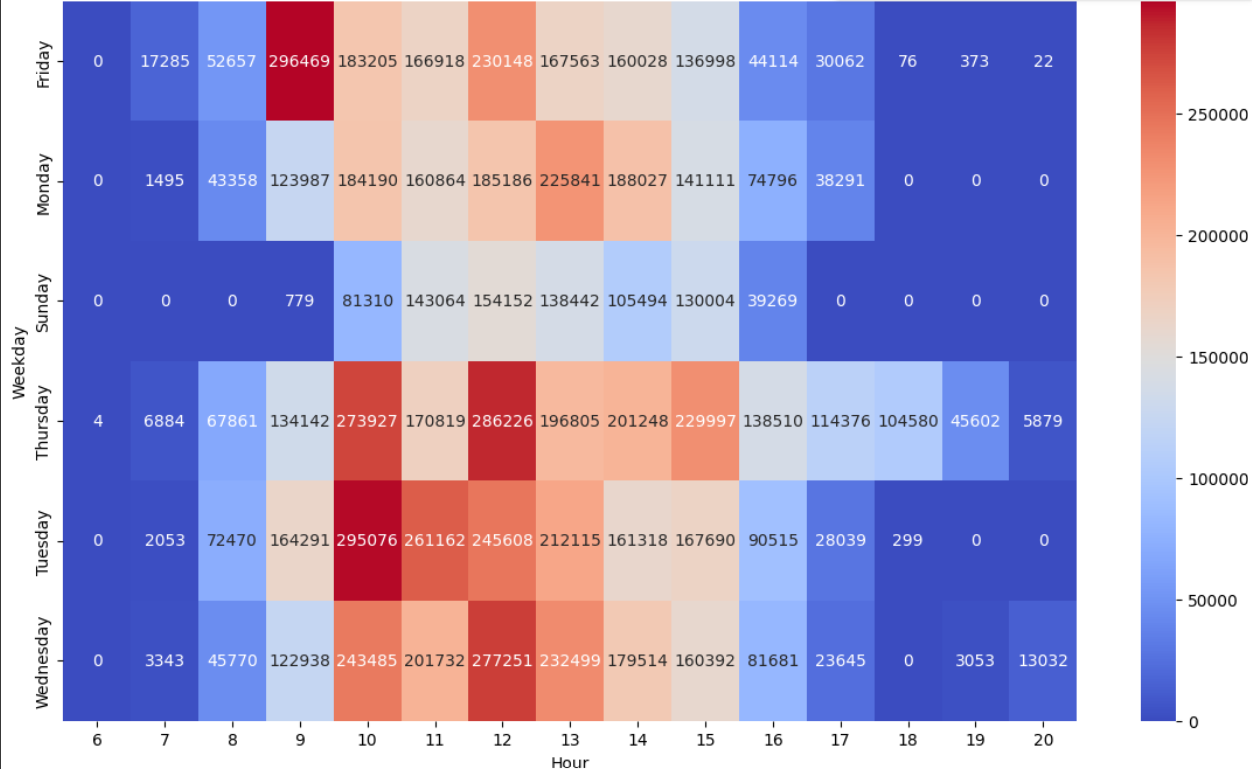 Friday 0 17285 52657 296469 183205 166918 230148 167563 160028 136998 44114 30062 76 373 22
250000
Monday 0 1495 43358 123987 184190 160864 185186 225841 188027 141111 74796 38291 0 0 0
200000
Sunday 0 0 0 779 81310 143064 154152 138442 105494 130004 39269 0 0 0 0
150000
Weekday
Thursday 4 6884 67861 134142 273927 170819 286226 196805 201248 229997 138510 114376 104580 45602 5879
100000
Tuesday 0 2053 72470 164291 295076 261162 245608 212115 161318 167690 90515 28039 299 0 0
50000
Wednesday 0 3343 45770 122938 243485 201732 277251 232499 179514 160392 81681 23645 0 3053 13032
0
6 7 8 9 10 11 12 13 14 15 16 17 18 19 20
Hour